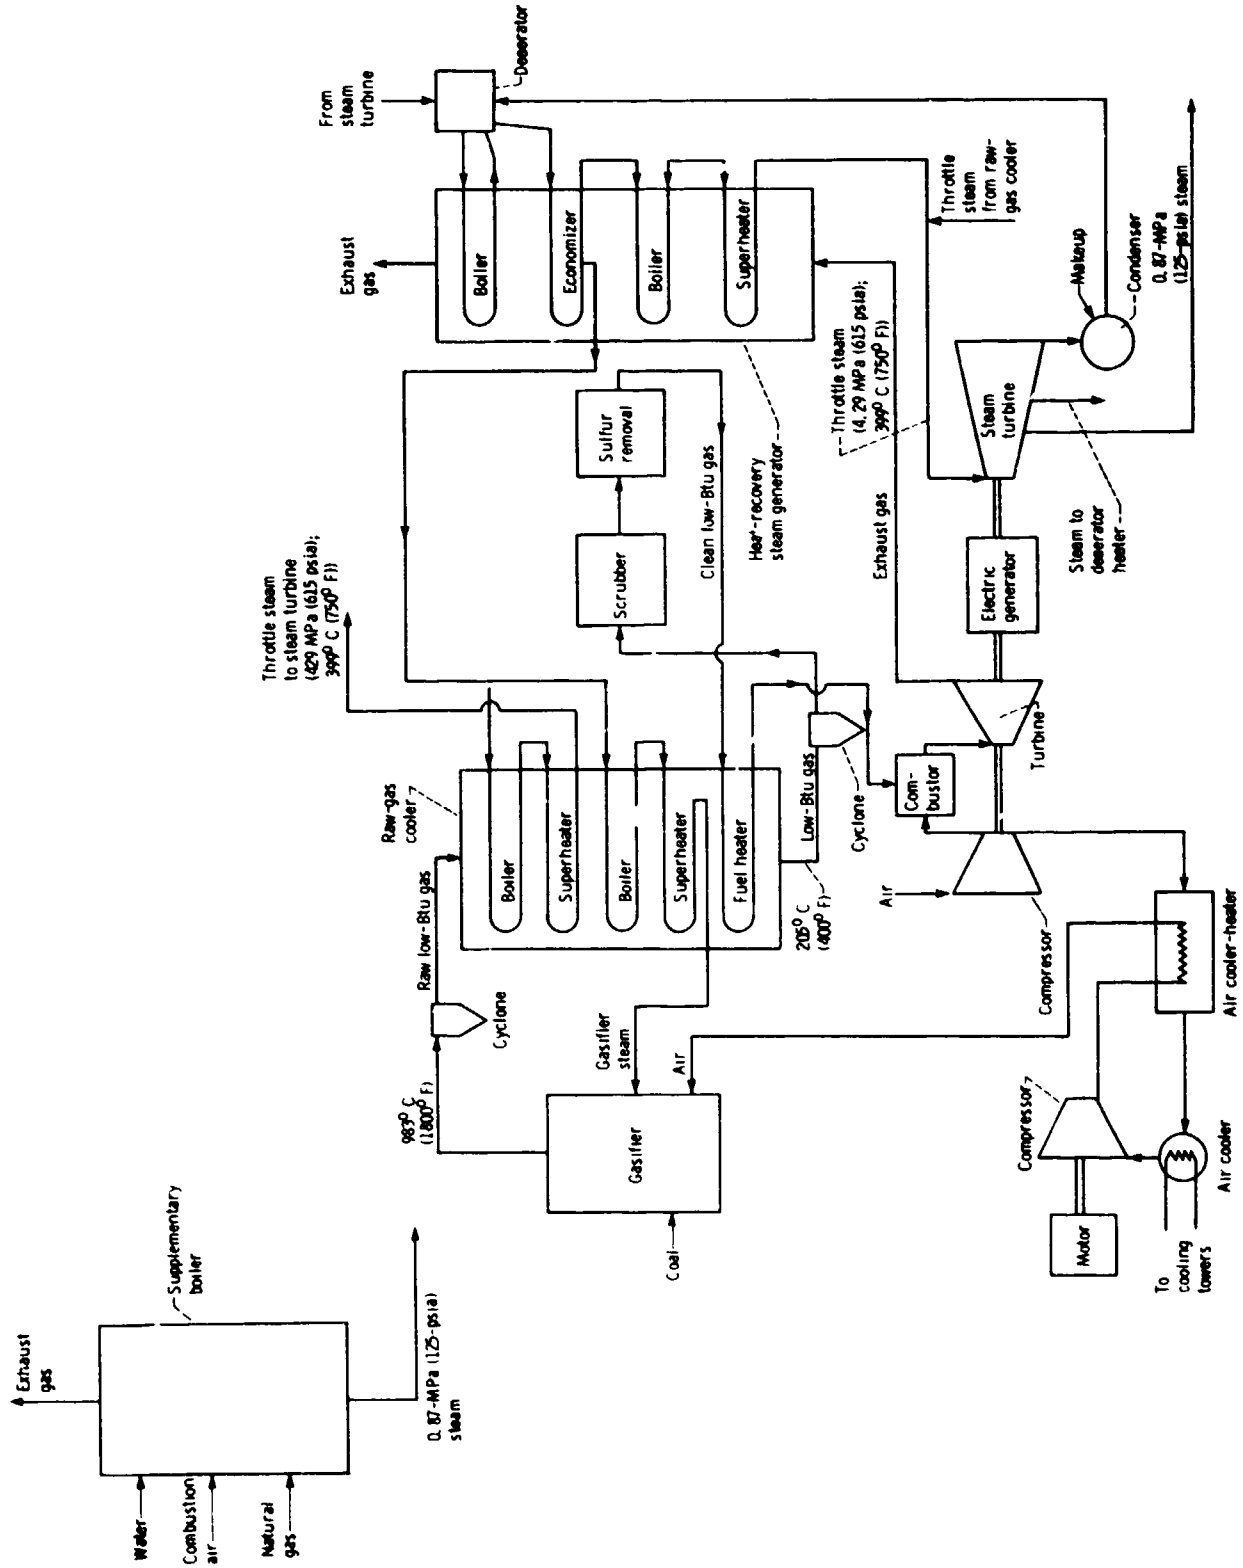 Exhaust
gas
Supplementary
boiler
Water
Combustion
air
Natural
gas
0.87-MPa (125-psia)
steam
983° C
(1800° F)
Cyclone
Raw low-Btu gas
Coal
Gasifier
Gasifier
steam
Air
Raw-gas
cooler
Boiler
Superheater
Boiler
Superheater
Fuel heater
Throttle steam
to steam turbine
(429 MPa (615 psia);
399° C (750° F))
205° C
(400° F)
Low-Btu gas
Cyclone
Scrubber
Sulfur
removal
Clean low-Btu gas
Heat-recovery
steam generator
Exhaust
gas
Boiler
Economizer
Boiler
Superheater
From
steam
turbine
Deaerator
Throttle
steam
from raw-
gas cooler
Throttle steam
(4.29 MPa (615 psia);
399° C (750° F))
Exhaust gas
Motor
Compressor
To
cooling
towers
Air cooler
Air cooler-heater
Air
Compressor
Com-
bustor
Turbine
Electric
generator
Steam
turbine
Steam to
deaerator
heater
Makeup
Condenser
0.87-MPa
(125-psia) steam